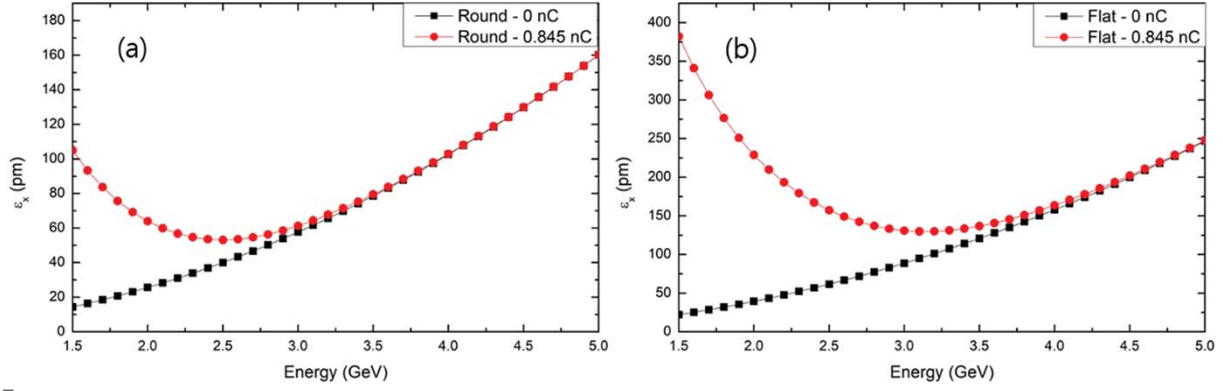 (a)
Round - 0 nC
Round - 0.845 nC
180
160
140
120
100
80
60
40
20
0
εx (pm)
1.5 2.0 2.5 3.0 3.5 4.0 4.5 5.0
Energy (GeV)
(b)
Flat - 0 nC
Flat - 0.845 nC
400
350
300
250
200
150
100
50
0
εx (pm)
1.5 2.0 2.5 3.0 3.5 4.0 4.5 5.0
Energy (GeV)